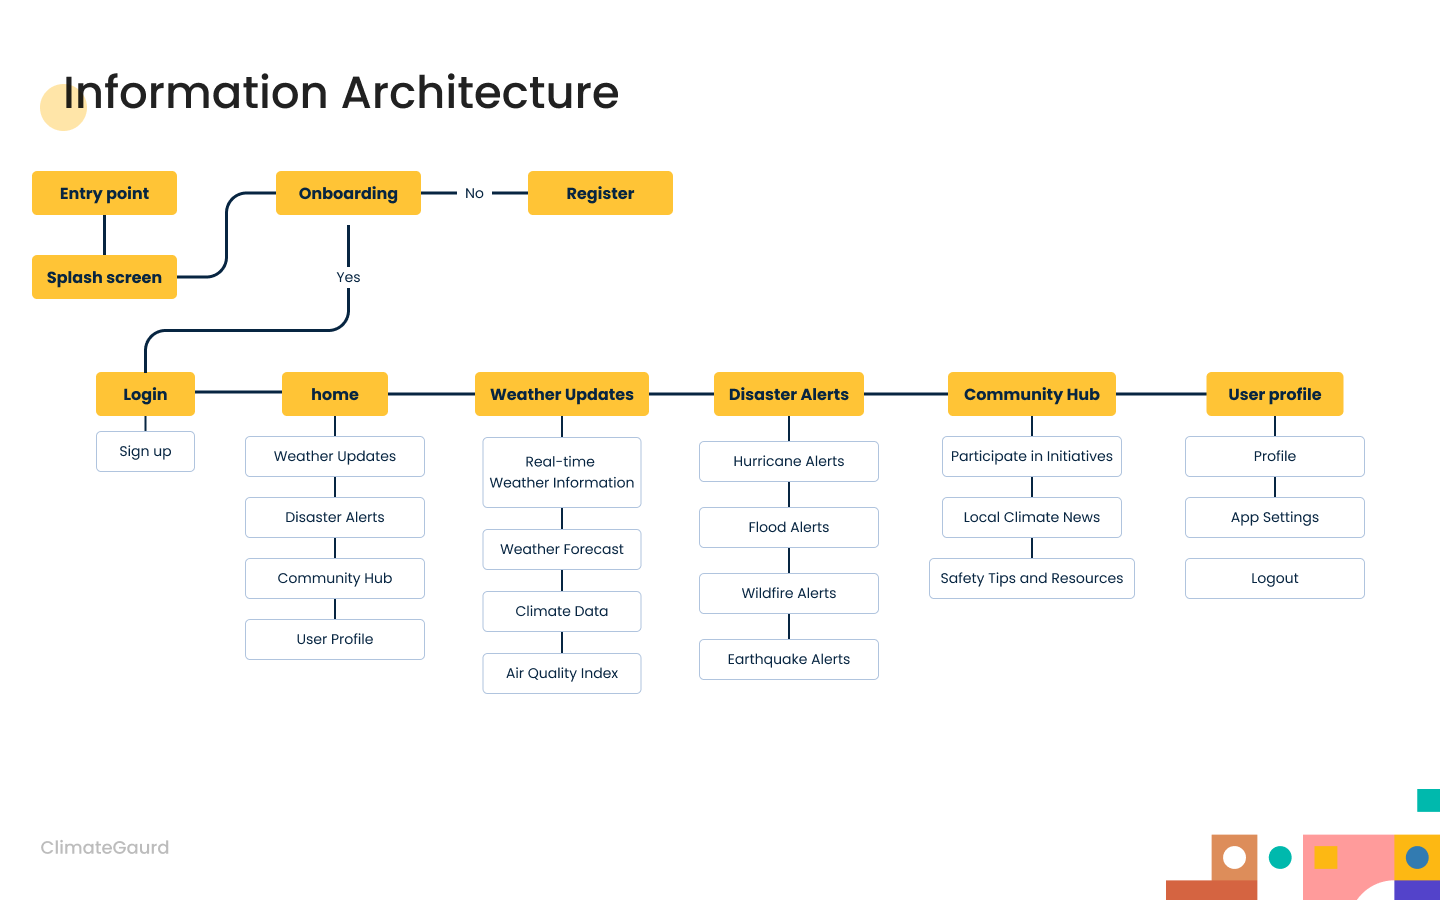 Information Architecture
Entry point
Onboarding
No
Register
Splash screen
Yes
Login
home
Weather Updates
Disaster Alerts
Community Hub
User profile
Sign up
Weather Updates
Disaster Alerts
Community Hub
User Profile
Real-time
Weather Information
Weather Forecast
Climate Data
Air Quality Index
Hurricane Alerts
Flood Alerts
Wildfire Alerts
Earthquake Alerts
Participate in Initiatives
Local Climate News
Safety Tips and Resources
Profile
App Settings
Logout
ClimateGaurd